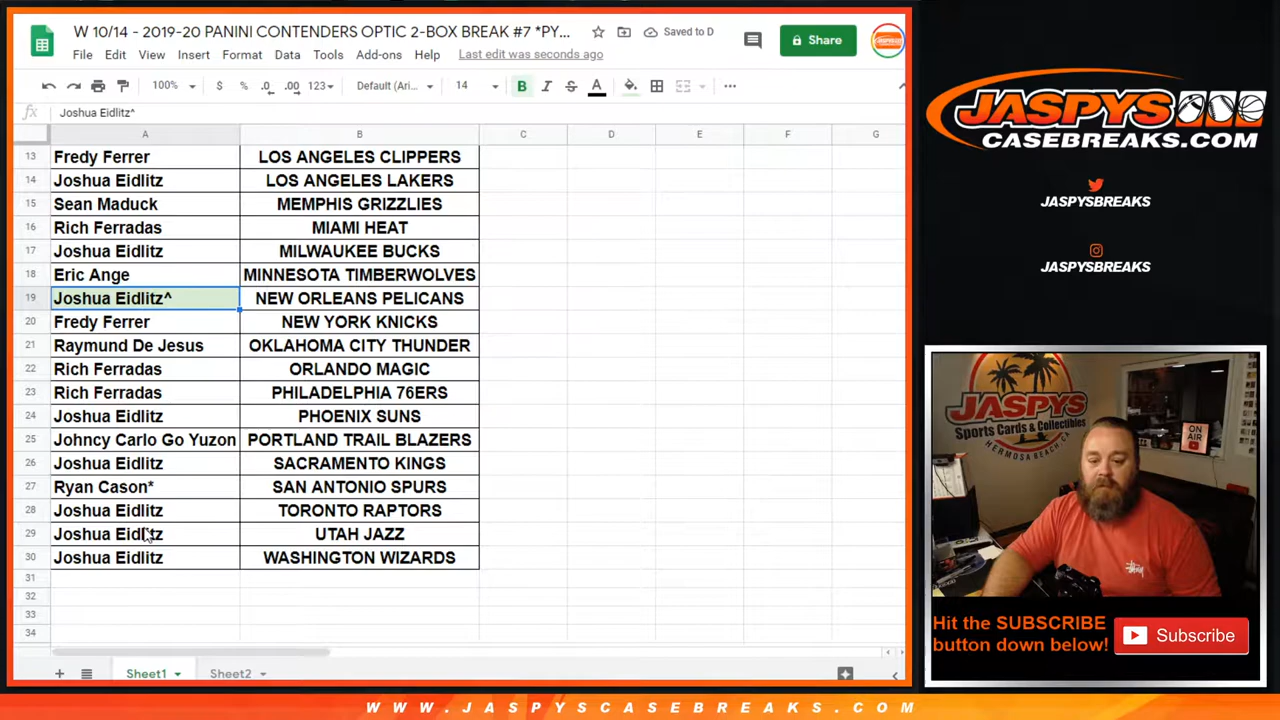 W 10/14 - 2019-20 PANINI CONTENDERS OPTIC 2-BOX BREAK #7 *PY...
Saved to D
Share
File Edit View Insert Format Data Tools Add-ons Help Last edit was seconds ago
100% $ % .0 .00 123 Default (Ari... 14 B I S A
fx Joshua Eidlitz^
A B C D E F G
13 Fredy Ferrer LOS ANGELES CLIPPERS
14 Joshua Eidlitz LOS ANGELES LAKERS
15 Sean Maduck MEMPHIS GRIZZLIES
16 Rich Ferradas MIAMI HEAT
17 Joshua Eidlitz MILWAUKEE BUCKS
18 Eric Ange MINNESOTA TIMBERWOLVES
19 Joshua Eidlitz^ NEW ORLEANS PELICANS
20 Fredy Ferrer NEW YORK KNICKS
21 Raymund De Jesus OKLAHOMA CITY THUNDER
22 Rich Ferradas ORLANDO MAGIC
23 Rich Ferradas PHILADELPHIA 76ERS
24 Joshua Eidlitz PHOENIX SUNS
25 Johncy Carlo Go Yuzon PORTLAND TRAIL BLAZERS
26 Joshua Eidlitz SACRAMENTO KINGS
27 Ryan Cason* SAN ANTONIO SPURS
28 Joshua Eidlitz TORONTO RAPTORS
29 Joshua Eidlitz UTAH JAZZ
30 Joshua Eidlitz WASHINGTON WIZARDS
31
32
33
34
Sheet1 Sheet2
JASPYS
CASEBREAKS.COM
JASPYSBREAKS
JASPYSBREAKS
JASPYS
Sports Cards & Collectibles
HERMOSA BEACH, CA
ON AIR
Hit the SUBSCRIBE
button down below!
Subscribe
WWW.JASPYSCASEBREAKS.COM